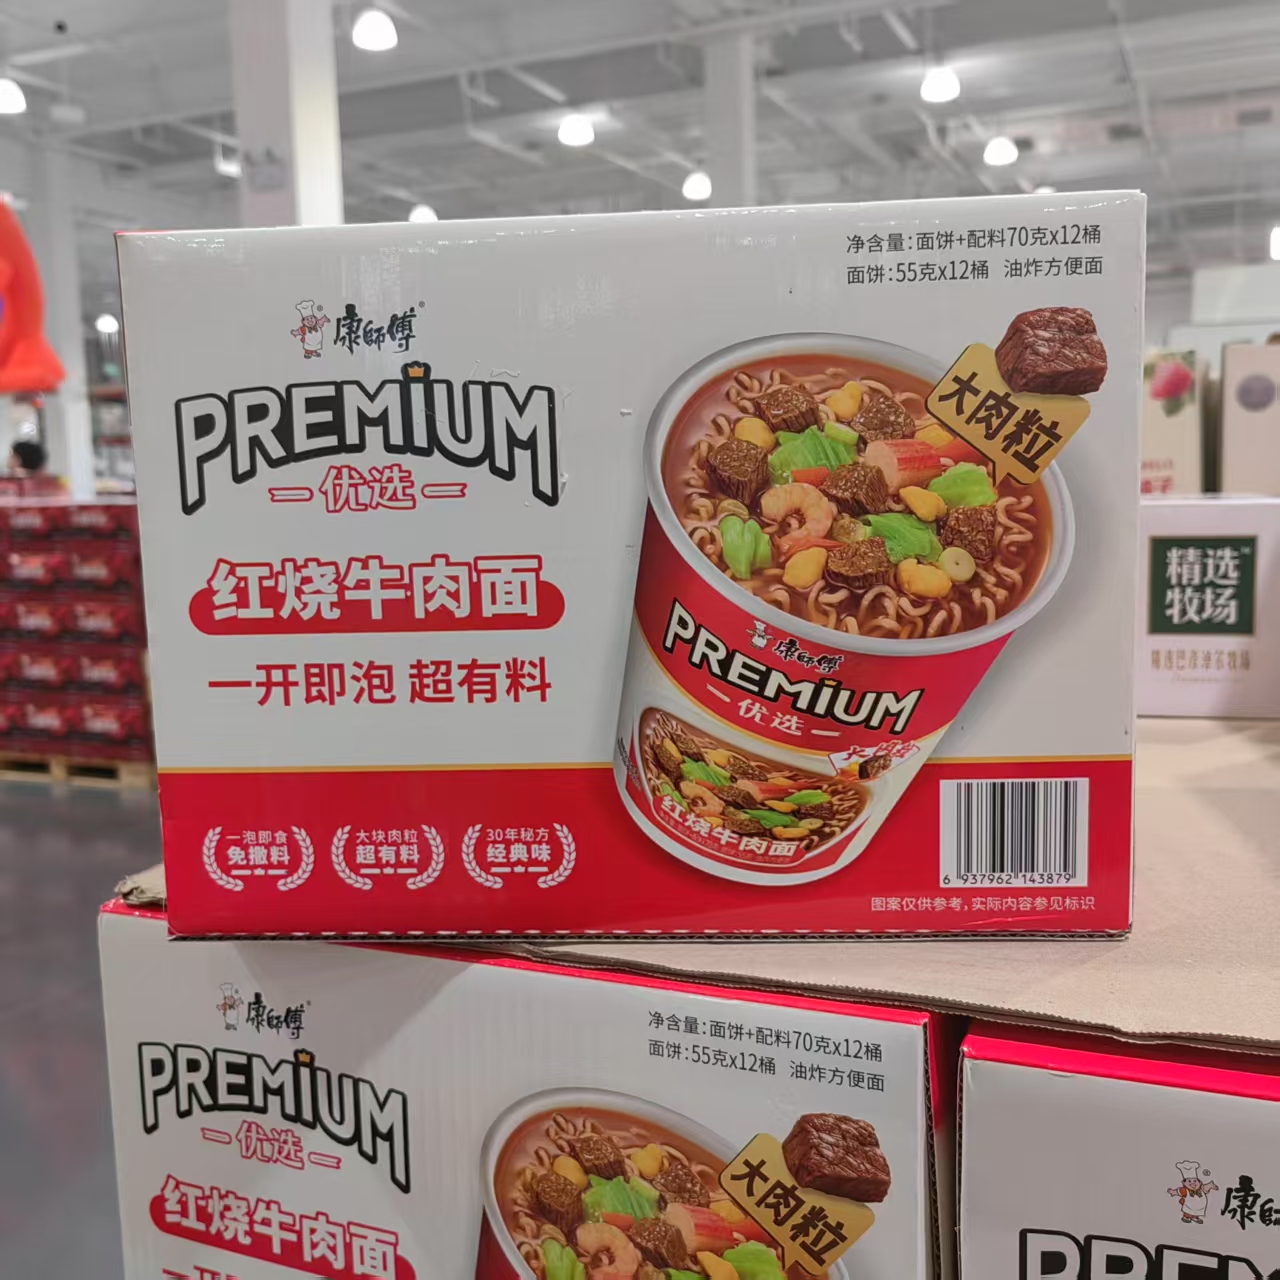 净含量:面饼+配料70克x12桶
面饼:55克x12桶 油炸方便面
康師傅
PREMiUM
优选
红烧牛肉面
一开即泡 超有料
大肉粒
康師傅
PREMiUM
优选
大肉粒
红烧牛肉面
一泡即食
免撒料
大块肉粒
超有料
30年秘方
经典味
6 937962 143879
图案仅供参考,实际内容参见标识
精选
牧场
康師傅
PREMiUM
优选
红烧牛肉面
净含量:面饼+配料70克x12桶
面饼:55克x12桶 油炸方便面
大肉粒